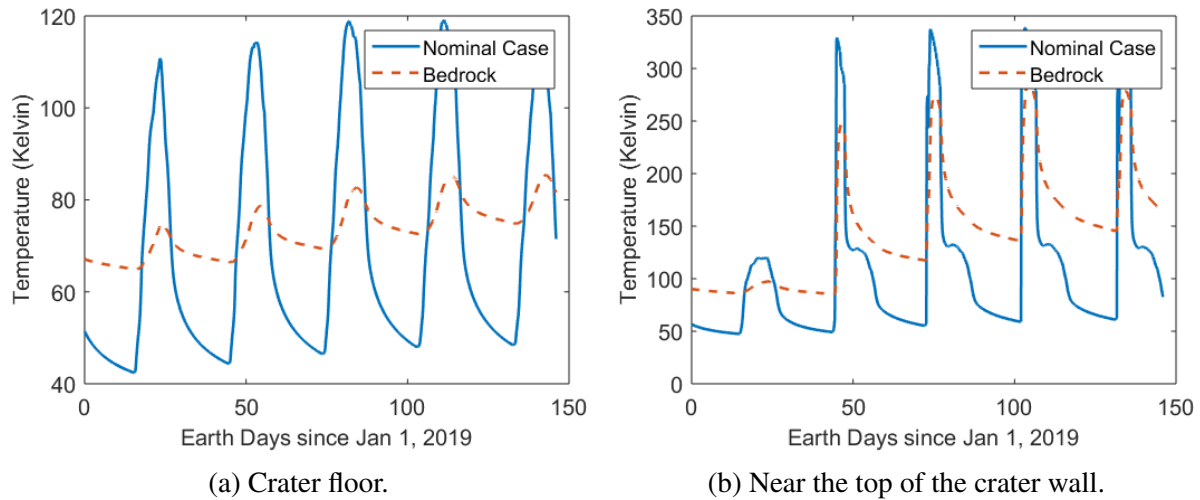 120
100
80
60
40
Temperature (Kelvin)
Nominal Case
Bedrock
0
50
100
150
Earth Days since Jan 1, 2019
(a) Crater floor.
350
300
250
200
150
100
50
0
Temperature (Kelvin)
Nominal Case
Bedrock
0
50
100
150
Earth Days since Jan 1, 2019
(b) Near the top of the crater wall.